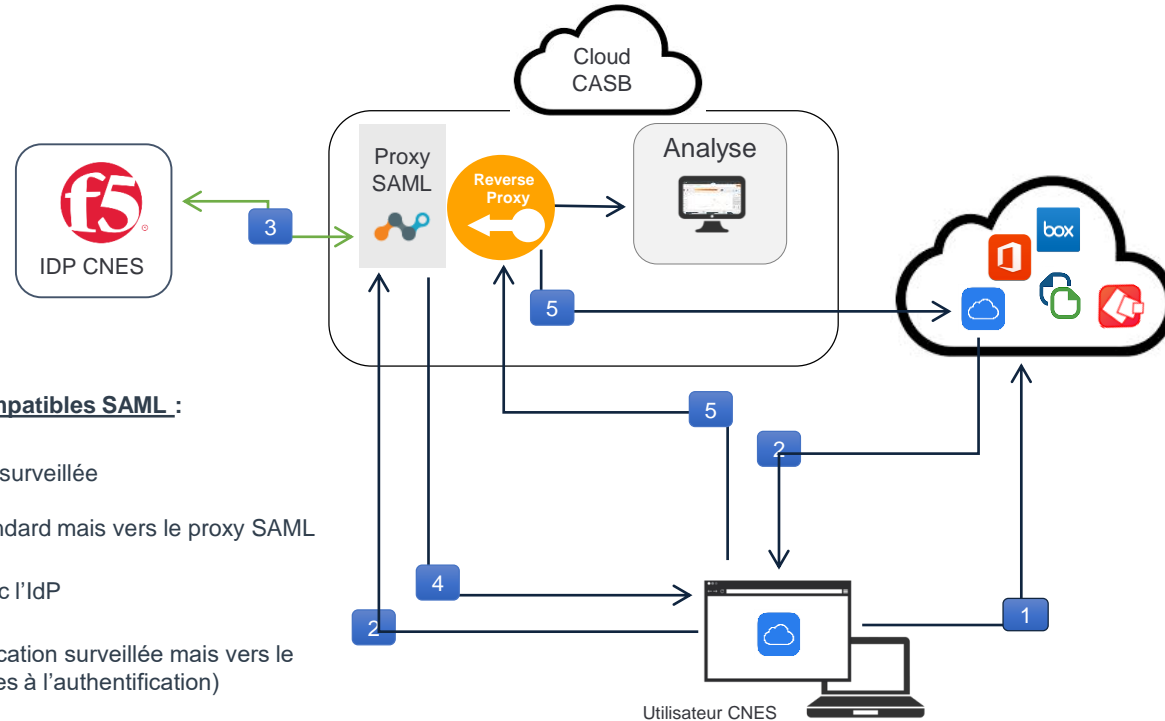 Cloud
CASB
Proxy
SAML
Reverse
Proxy
Analyse
f5
IDP CNES
3
box
5
5
2
4
2
1
mpatibles SAML :
surveillée
ndard mais vers le proxy SAML
c l'IdP
cation surveillée mais vers le
es à l'authentification)
Utilisateur CNES